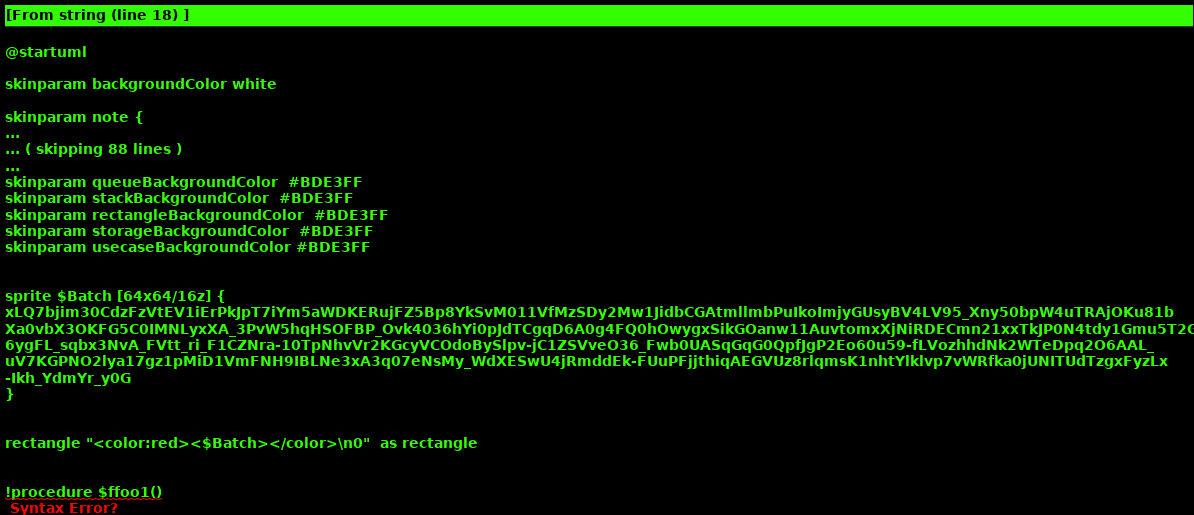 [From string (line 18) ]
@startuml
skinparam backgroundColor white
skinparam note {
...
... ( skipping 88 lines )
...
skinparam queueBackgroundColor  #BDE3FF
skinparam stackBackgroundColor  #BDE3FF
skinparam rectangleBackgroundColor  #BDE3FF
skinparam storageBackgroundColor  #BDE3FF
skinparam usecaseBackgroundColor #BDE3FF
sprite $Batch [64x64/16z] {
xLQ7bjim30CdzFzVtEV1iErPkJpT7iYm5aWDKERujFZ5Bp8YkSvM011VfMzSDy2Mw1JidbCGAtmllmbPuIkoImjyGUsyBV4LV95_Xny50bpW4uTRAjOKu81b
Xa0vbX3OKFG5C0IMNLyxXA_3PvW5hqHSOFBP_Ovk4036hYi0pJdTCgqD6A0g4FQ0hOwygxSikGOanw11AuvtomxXjNiRDECmn21xxTkJP0N4tdy1Gmu5T2G
6ygFL_sqbx3NvA_FVtt_ri_F1CZNra-10TpNhvVr2KGcyVCOdoBySlpv-jC1ZSVveO36_Fwb0UASqGqG0QpfJgP2Eo60u59-fLVozhhdNk2WTeDpq2O6AAL_
uV7KGPNO2lya17gz1pMiD1VmFNH9IBLNe3xA3q07eNsMy_WdXESwU4jRmddEk-FUuPFjjthiqAEGVUz8rlqmsK1nhtYlklvp7vWRfka0jUNITUdTzgxFyzLx
-Ikh_YdmYr_y0G
}
rectangle "<color:red><$Batch></color>\n0"  as rectangle
!procedure $ffoo1()
Syntax Error?